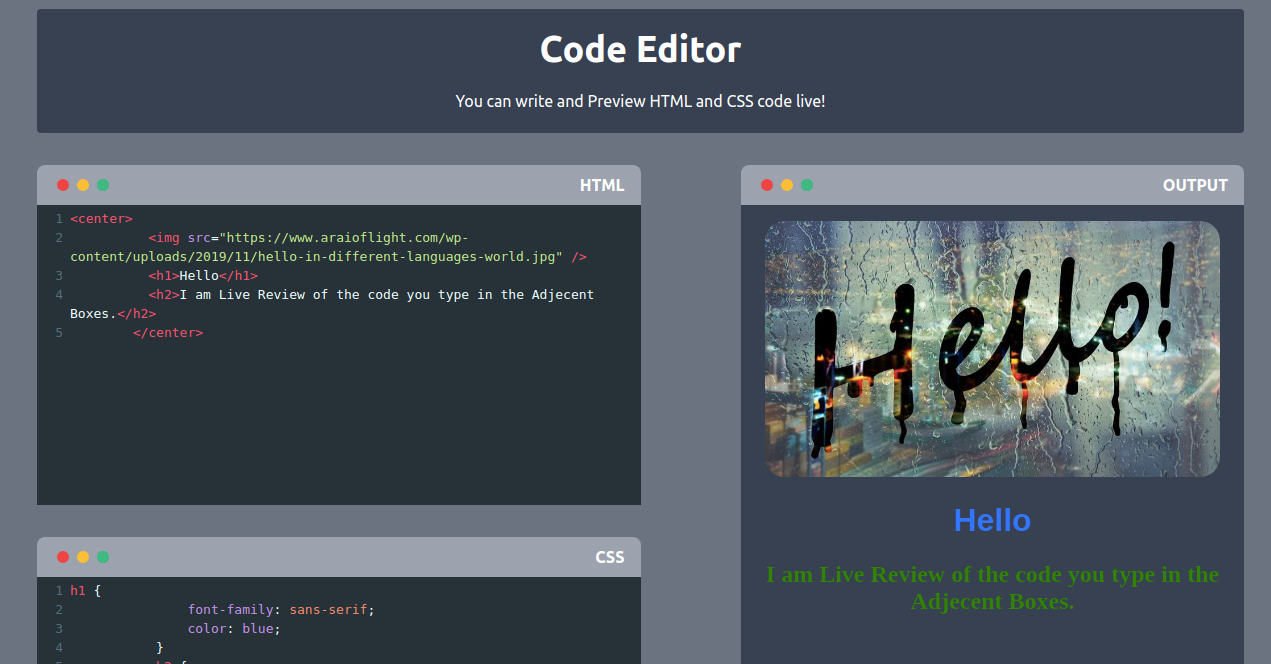 Code Editor
You can write and Preview HTML and CSS code live!
HTML
1 <center>
2 <img src="https://www.araioflight.com/wp-
content/uploads/2019/11/hello-in-different-languages-world.jpg" />
3 <h1>Hello</h1>
4 <h2>I am Live Review of the code you type in the Adjecent
Boxes.</h2>
5 </center>
CSS
1 h1 {
2 font-family: sans-serif;
3 color: blue;
4 }
OUTPUT
Hello!
Hello
I am Live Review of the code you type in the
Adjecent Boxes.